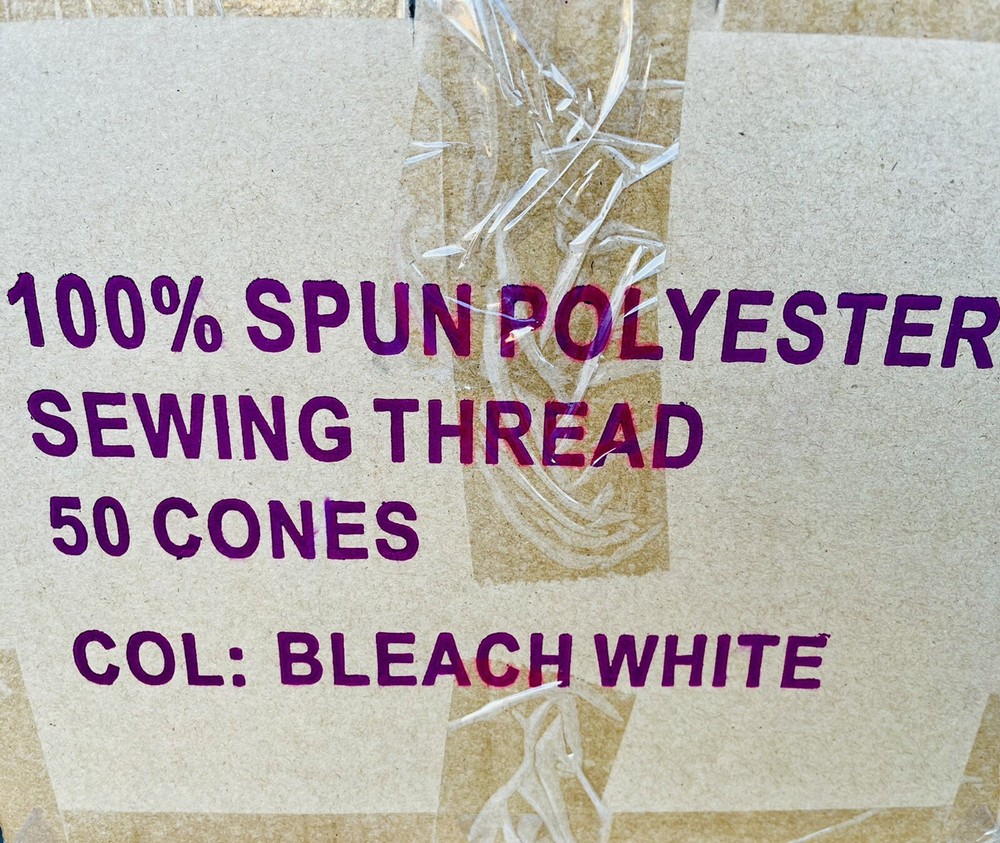 100% SPUN POLYESTER
SEWING THREAD
50 CONES
COL: BLEACH WHITE